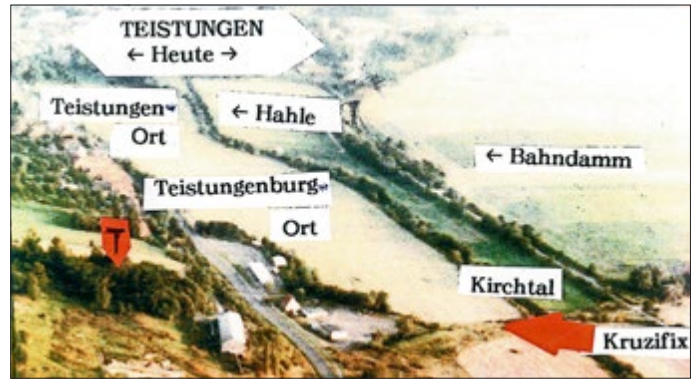 TEISTUNGEN
← Heute →
Teistungen
Ort
← Hahle
← Bahndamm
Teistungenburg
Ort
T
Kirchtal
Kruzifix